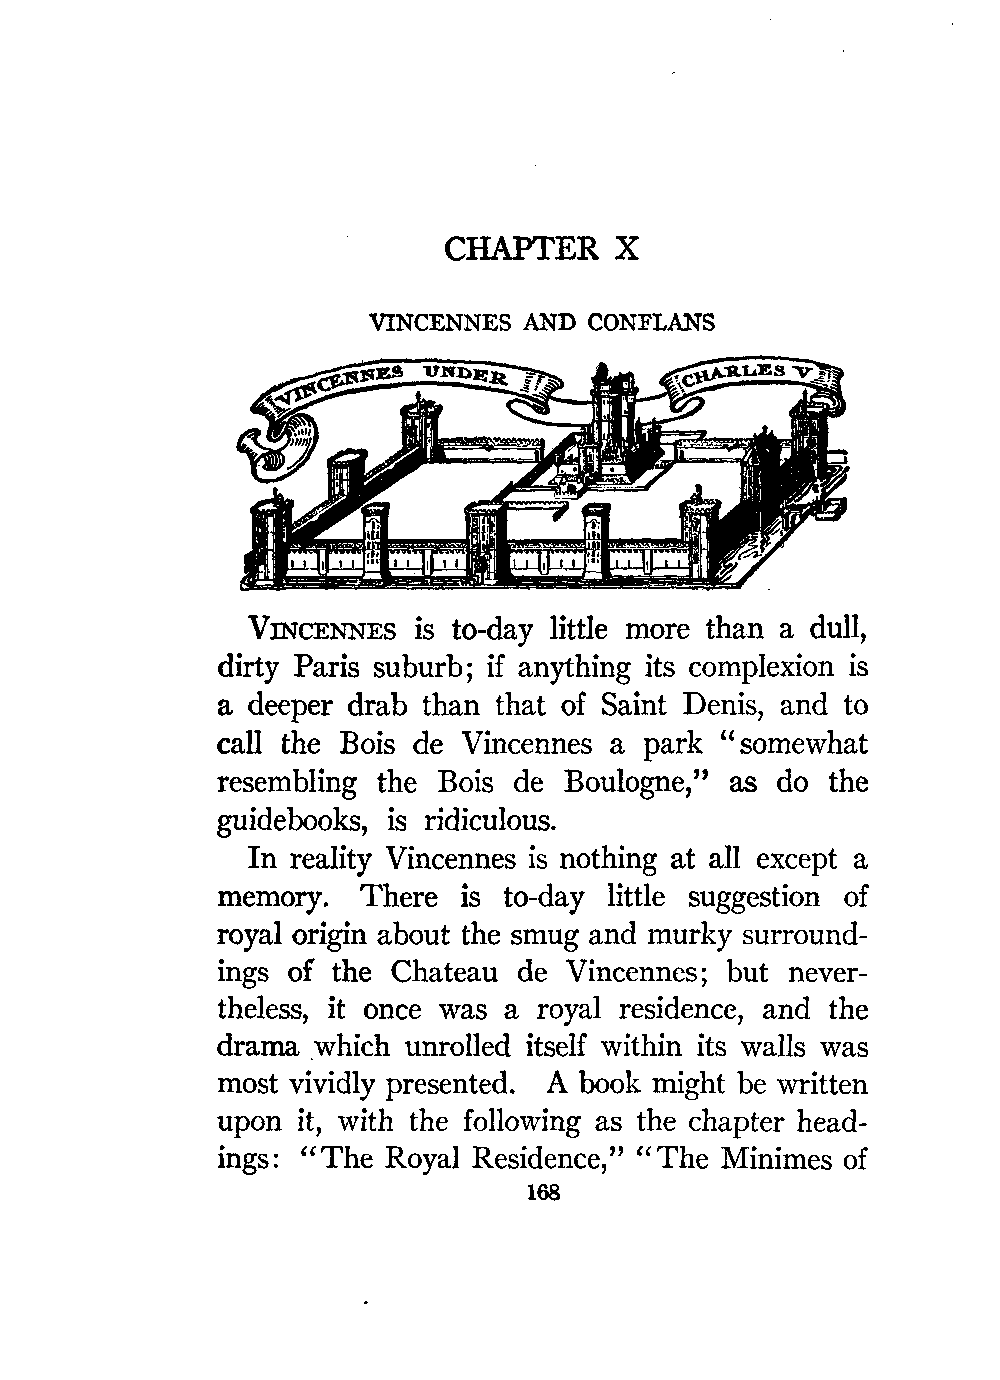 CHAPTER X
VINCENNES AND CONFLANS
VINCENNES UNDER CHARLES V
VINCENNES is to-day little more than a dull,
dirty Paris suburb; if anything its complexion is
a deeper drab than that of Saint Denis, and to
call the Bois de Vincennes a park “somewhat
resembling the Bois de Boulogne,” as do the
guidebooks, is ridiculous.
In reality Vincennes is nothing at all except a
memory. There is to-day little suggestion of
royal origin about the smug and murky surround-
ings of the Chateau de Vincennes; but never-
theless, it once was a royal residence, and the
drama which unrolled itself within its walls was
most vividly presented. A book might be written
upon it, with the following as the chapter head-
ings: “The Royal Residence,” “The Minimes of
168